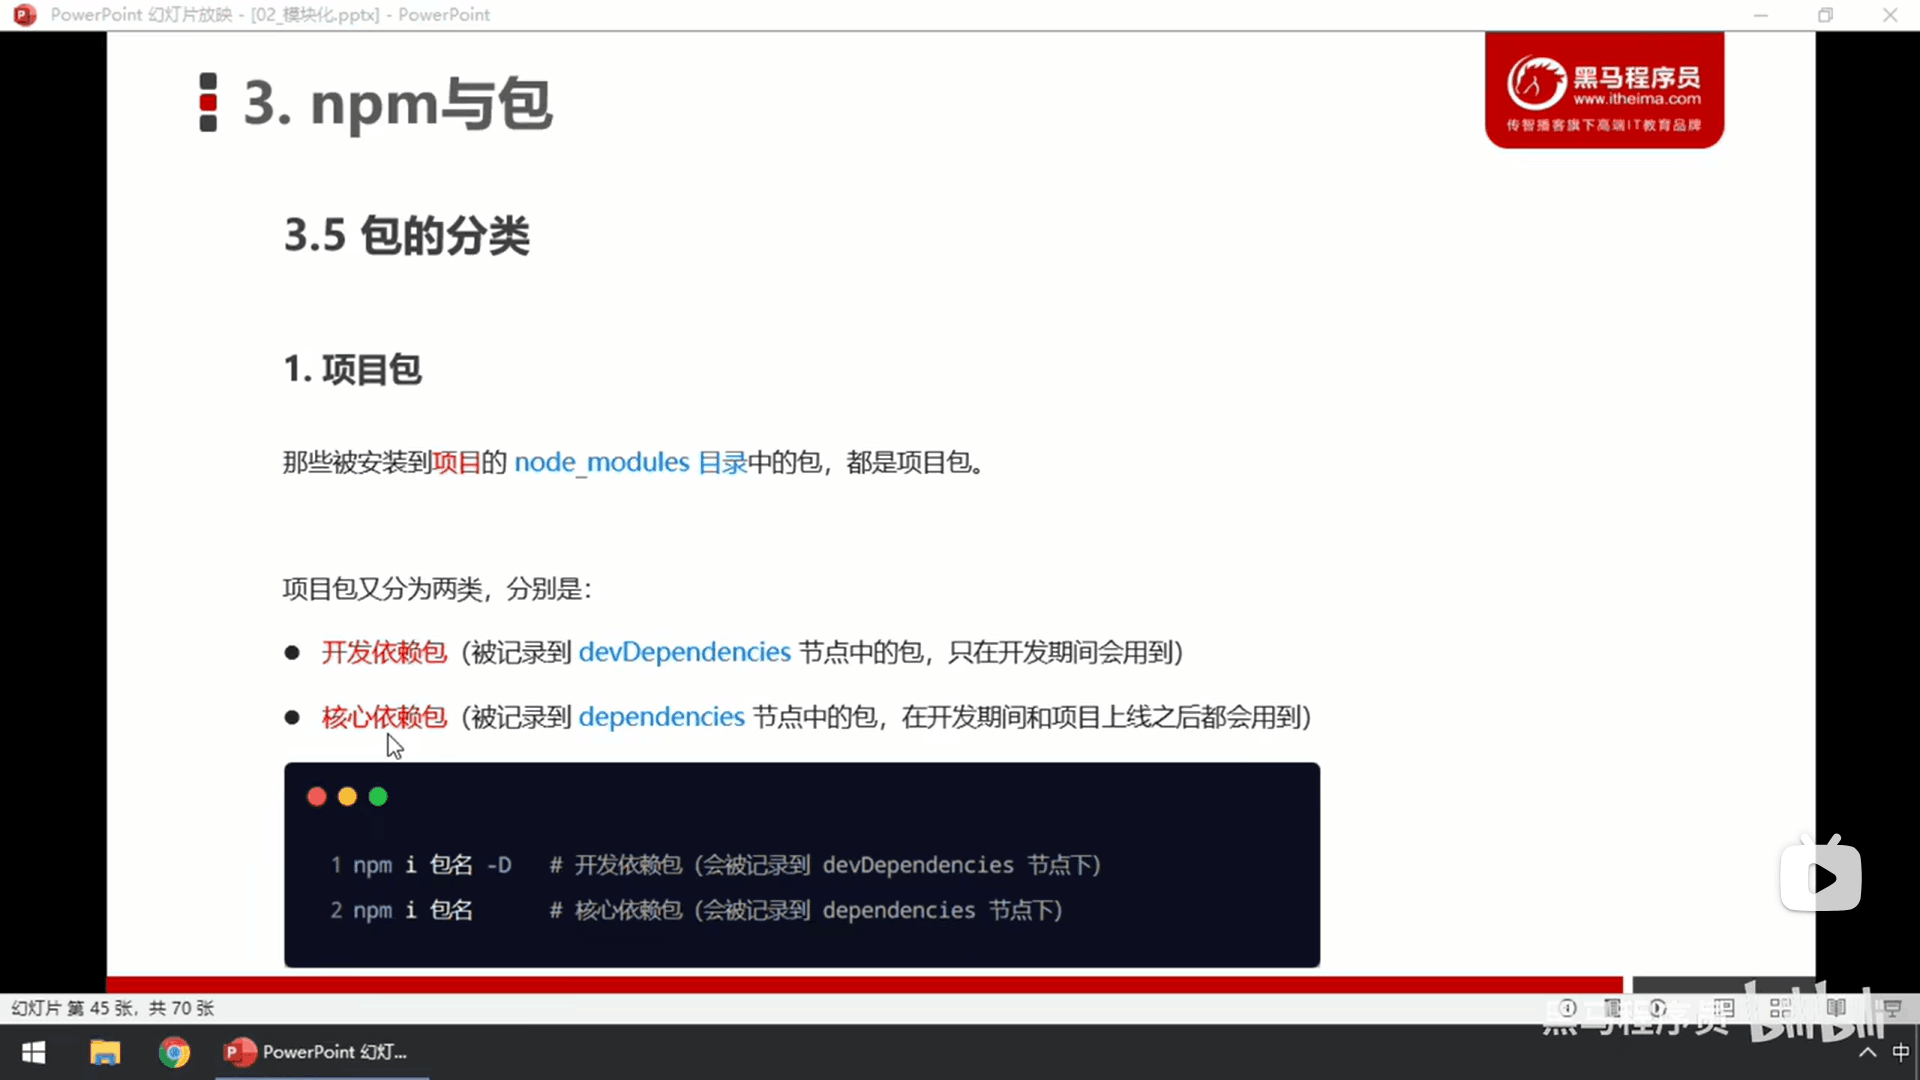 PowerPoint 幻灯片放映 - [02_模块化.pptx] - PowerPoint
3. npm与包
黑马程序员
www.itheima.com
传智播客旗下高端IT教育品牌
3.5 包的分类
1. 项目包
那些被安装到项目的 node_modules 目录中的包，都是项目包。
项目包又分为两类，分别是：
● 开发依赖包（被记录到 devDependencies 节点中的包，只在开发期间会用到）
● 核心依赖包（被记录到 dependencies 节点中的包，在开发期间和项目上线之后都会用到）
1 npm i 包名 -D # 开发依赖包（会被记录到 devDependencies 节点下）
2 npm i 包名 # 核心依赖包（会被记录到 dependencies 节点下）
幻灯片 第 45 张，共 70 张
黑马程序员 bilibili
PowerPoint 幻灯...
中